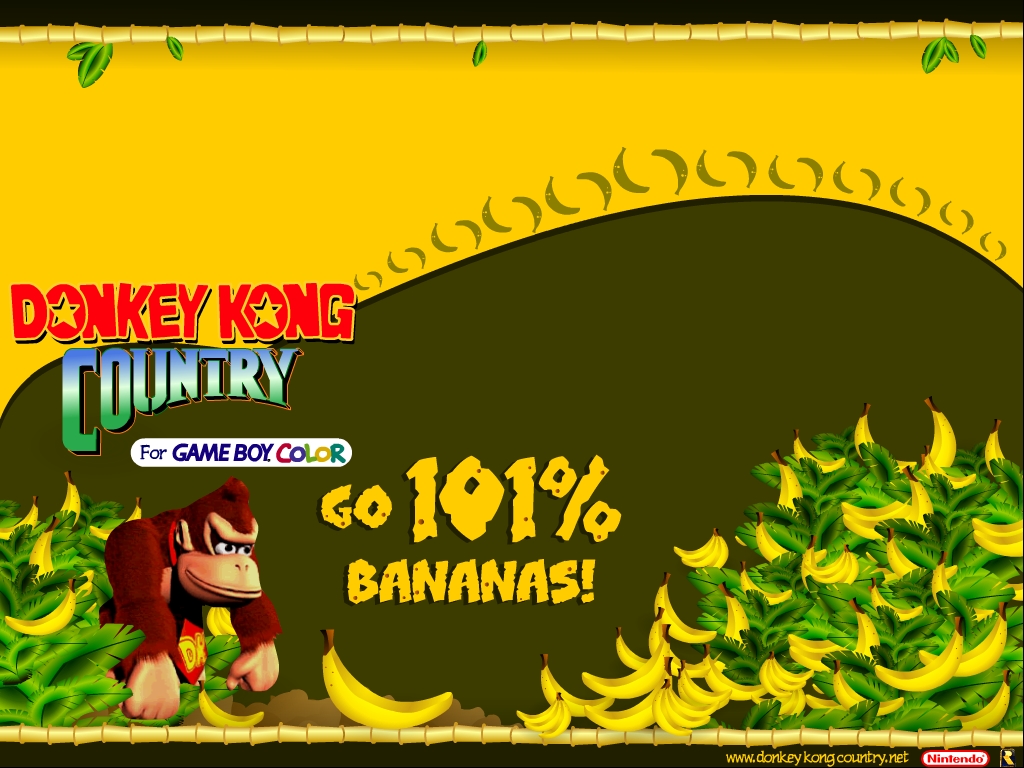 DONKEY KONG
COUNTRY
For GAME BOY COLOR
GO 101%
BANANAS!
DK
www.donkeykongcountry.net Nintendo R